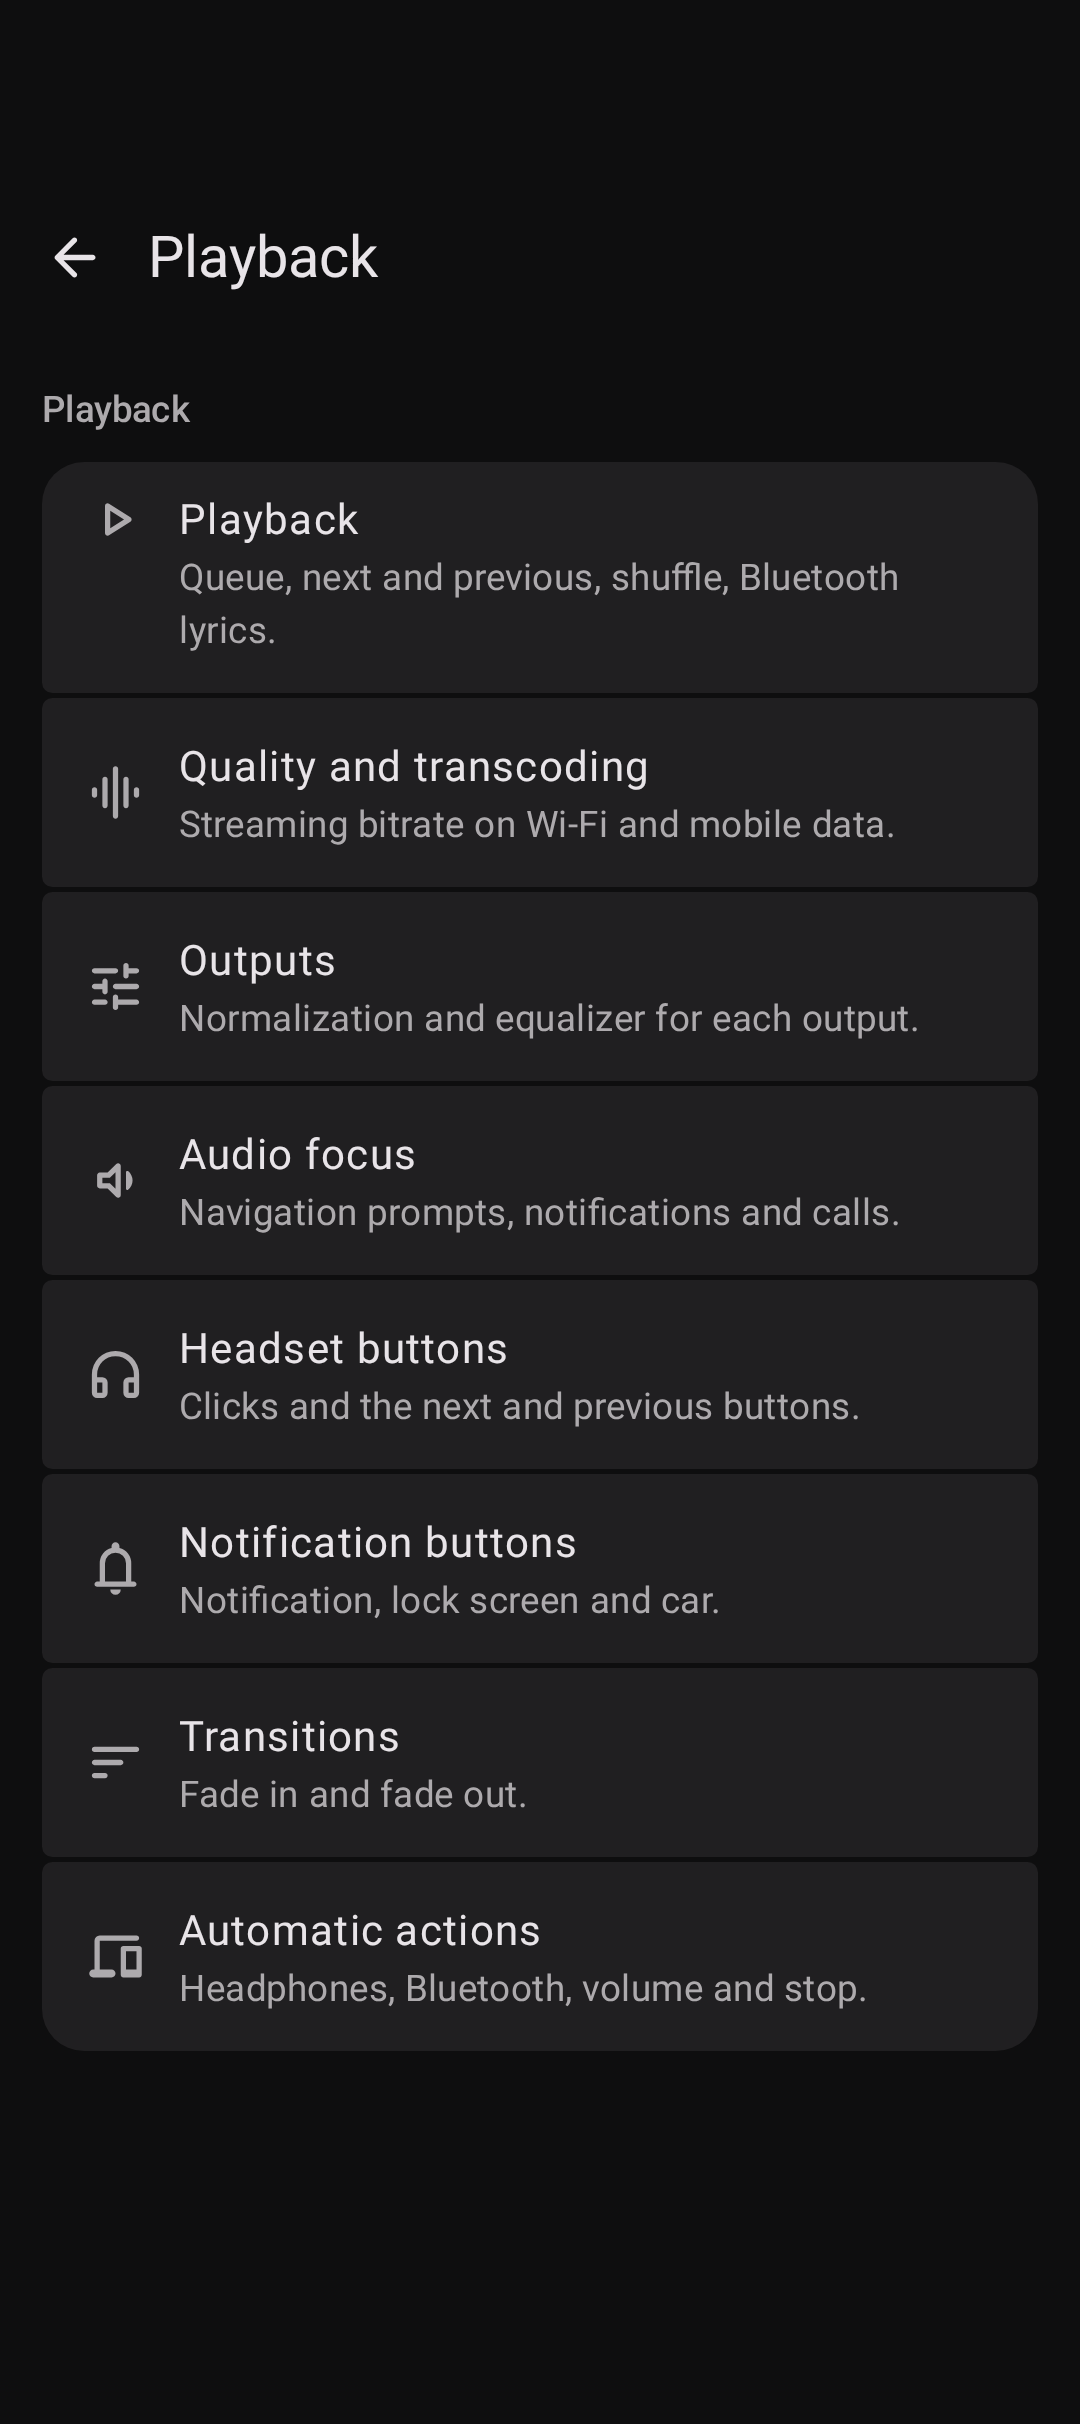 Playback
Playback
Playback
Queue, next and previous, shuffle, Bluetooth
lyrics.
Quality and transcoding
Streaming bitrate on Wi-Fi and mobile data.
Outputs
Normalization and equalizer for each output.
Audio focus
Navigation prompts, notifications and calls.
Headset buttons
Clicks and the next and previous buttons.
Notification buttons
Notification, lock screen and car.
Transitions
Fade in and fade out.
Automatic actions
Headphones, Bluetooth, volume and stop.